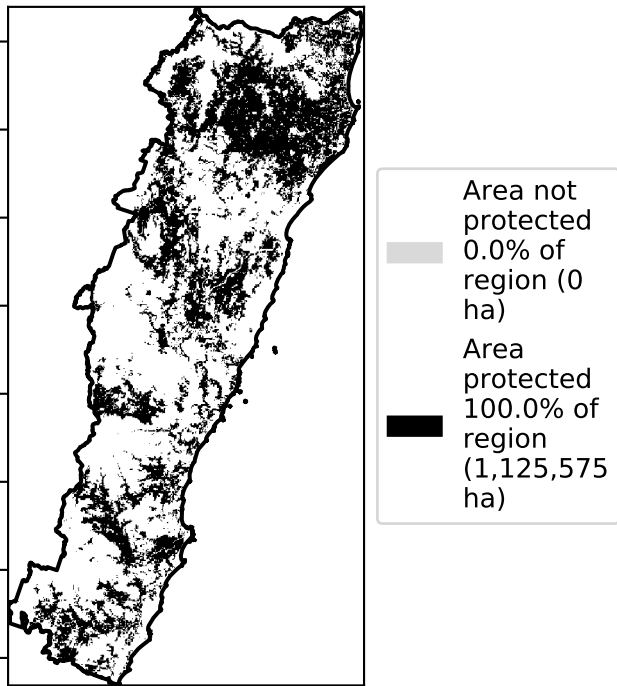 Area not
protected
0.0% of
region (0
ha)
Area
protected
100.0% of
region
(1,125,575
ha)